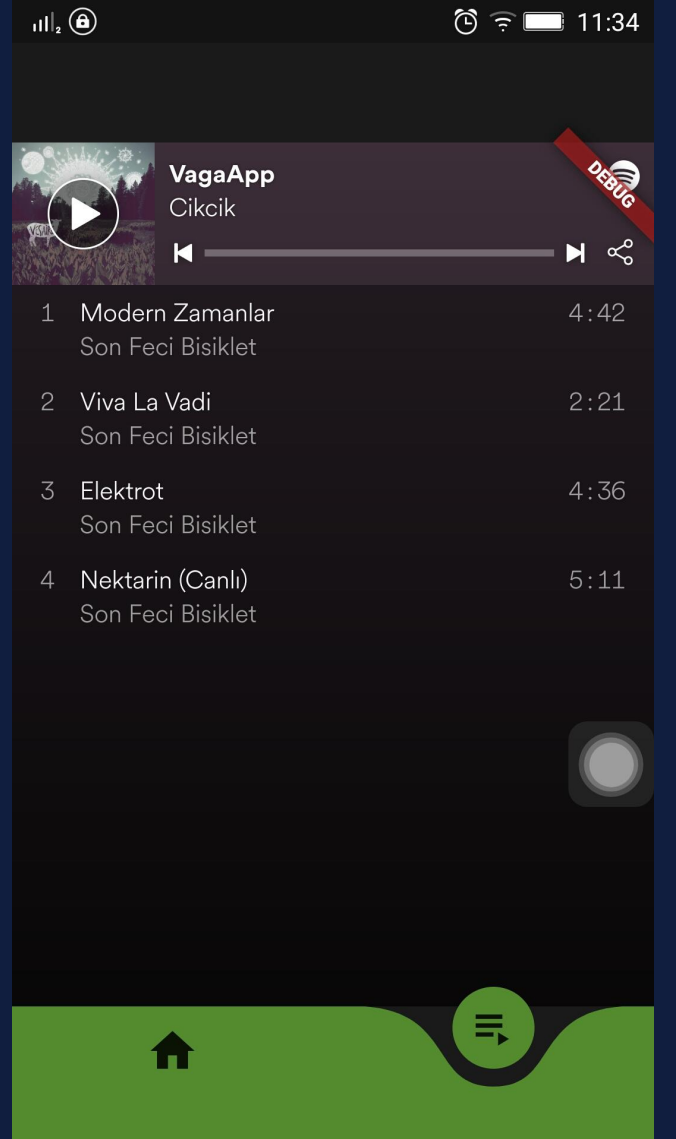 2
11:34
VagaApp
DEBUG
Cikcik
1 Modern Zamanlar 4:42
Son Feci Bisiklet
2 Viva La Vadi 2:21
Son Feci Bisiklet
3 Elektrot 4:36
Son Feci Bisiklet
4 Nektarin (Canlı) 5:11
Son Feci Bisiklet